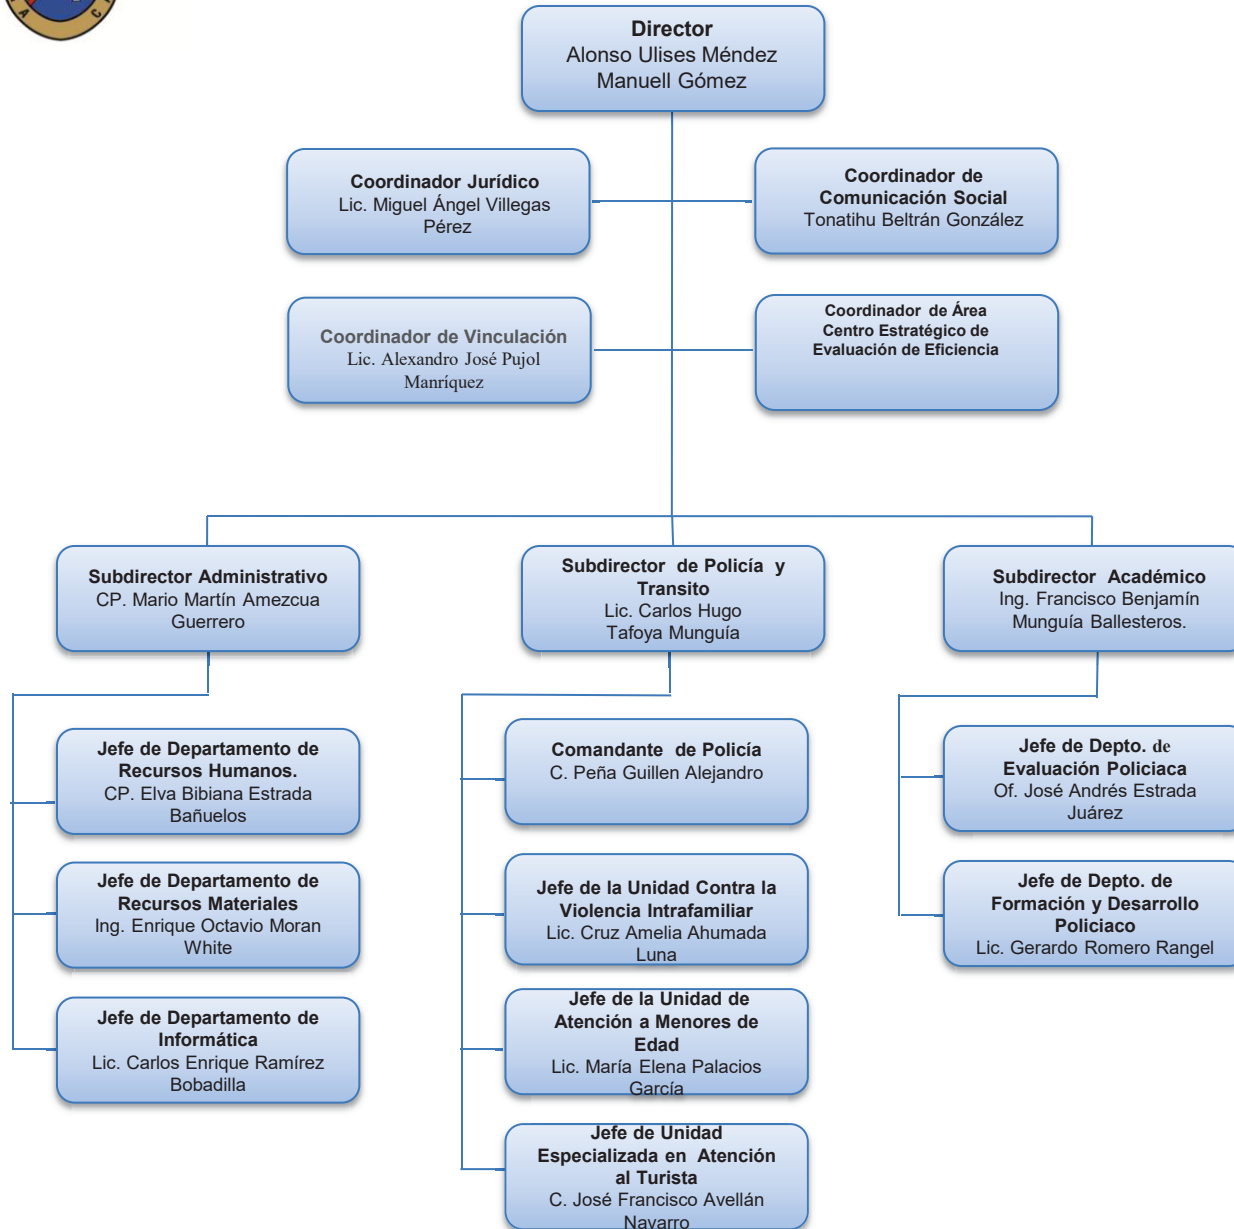 Director
Alonso Ulises Méndez
Manuell Gómez
Coordinador Jurídico
Lic. Miguel Ángel Villegas
Pérez
Coordinador de
Comunicación Social
Tonatihu Beltrán González
Coordinador de Vinculación
Lic. Alexandro José Pujol
Manríquez
Coordinador de Área
Centro Estratégico de
Evaluación de Eficiencia
Subdirector Administrativo
CP. Mario Martín Amezcua
Guerrero
Subdirector de Policía y
Transito
Lic. Carlos Hugo
Tafoya Munguía
Subdirector Académico
Ing. Francisco Benjamín
Munguía Ballesteros.
Jefe de Departamento de
Recursos Humanos.
CP. Elva Bibiana Estrada
Bañuelos
Jefe de Departamento de
Recursos Materiales
Ing. Enrique Octavio Moran
White
Jefe de Departamento de
Informática
Lic. Carlos Enrique Ramírez
Bobadilla
Comandante de Policía
C. Peña Guillen Alejandro
Jefe de la Unidad Contra la
Violencia Intrafamiliar
Lic. Cruz Amelia Ahumada
Luna
Jefe de la Unidad de
Atención a Menores de
Edad
Lic. María Elena Palacios
García
Jefe de Unidad
Especializada en Atención
al Turista
C. José Francisco Avellán
Navarro
Jefe de Depto. de
Evaluación Policiaca
Of. José Andrés Estrada
Juárez
Jefe de Depto. de
Formación y Desarrollo
Policiaco
Lic. Gerardo Romero Rangel